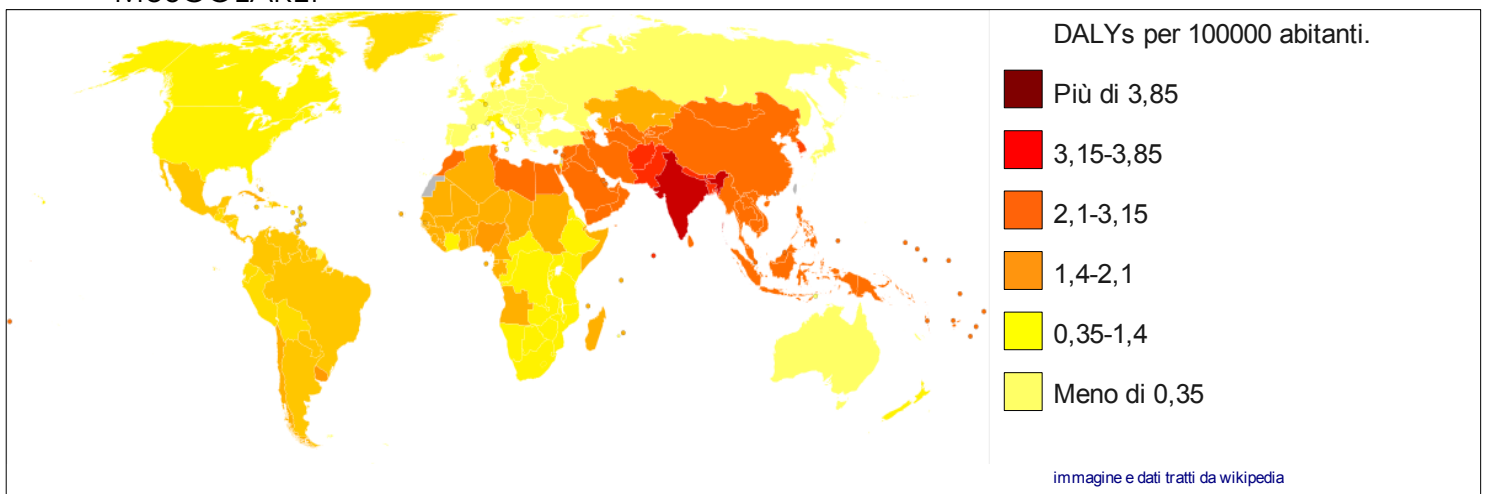 DALYs per 100000 abitanti.
Più di 3,85
3,15-3,85
2,1-3,15
1,4-2,1
0,35-1,4
Meno di 0,35
immagine e dati tratti da wikipedia